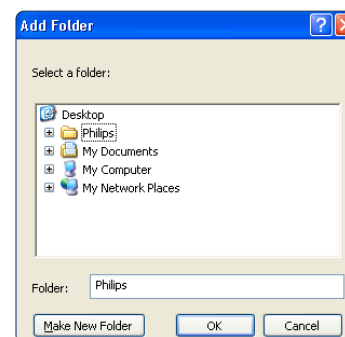 Add Folder
Select a folder:
Desktop
Philips
My Documents
My Computer
My Network Places
Folder: Philips
Make New Folder OK Cancel